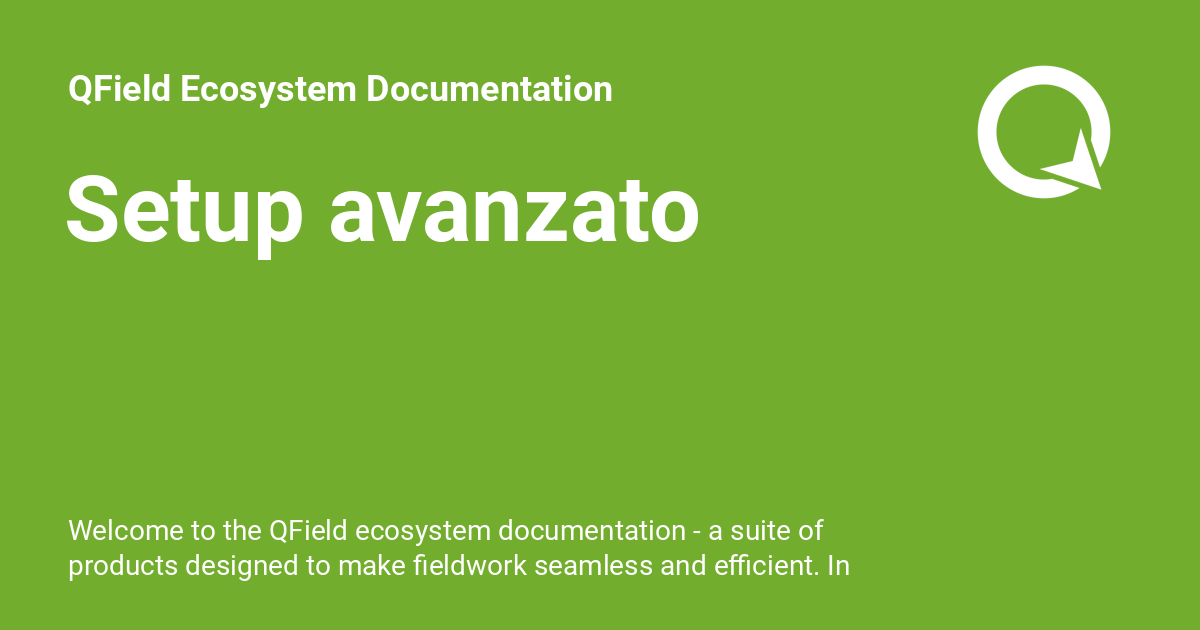 QField Ecosystem Documentation
Setup avanzato
Welcome to the QField ecosystem documentation - a suite of
products designed to make fieldwork seamless and efficient. In